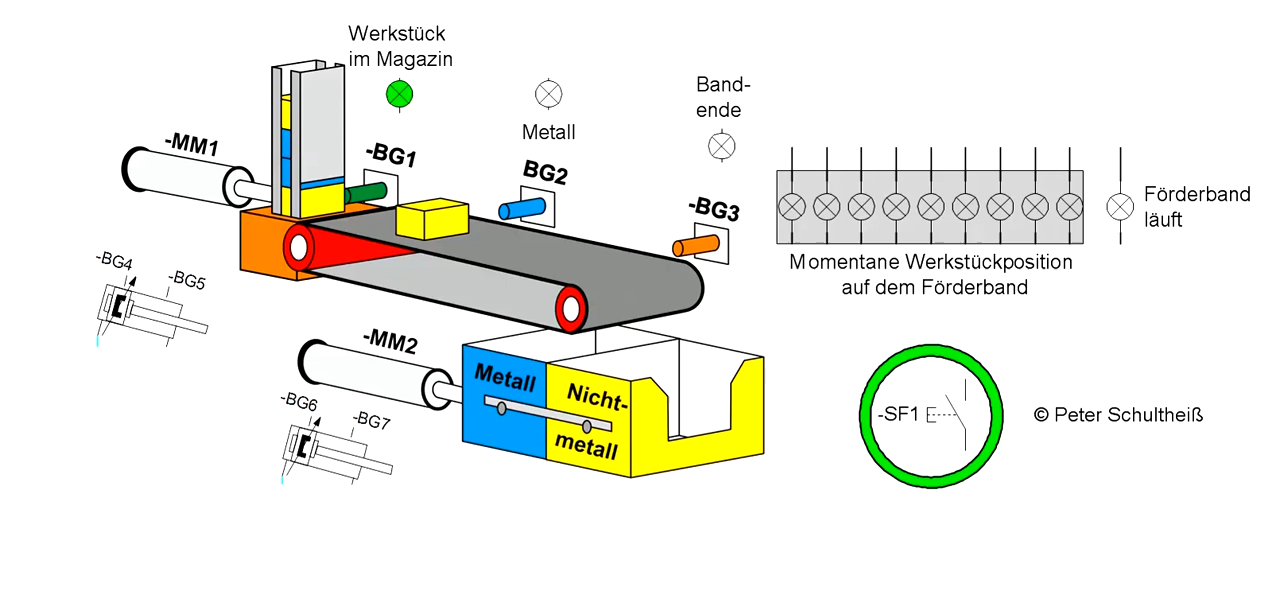 Werkstück
im Magazin
Metall
Band-
ende
-MM1
-BG1
BG2
-BG3
Förderband
läuft
Momentane Werkstückposition
auf dem Förderband
-BG4
-BG5
-MM2
-BG6
-BG7
Metall
Nicht-
metall
-SF1
© Peter Schultheiß